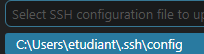 Select SSH configuration file to up
C:\Users\etudiant\.ssh\config